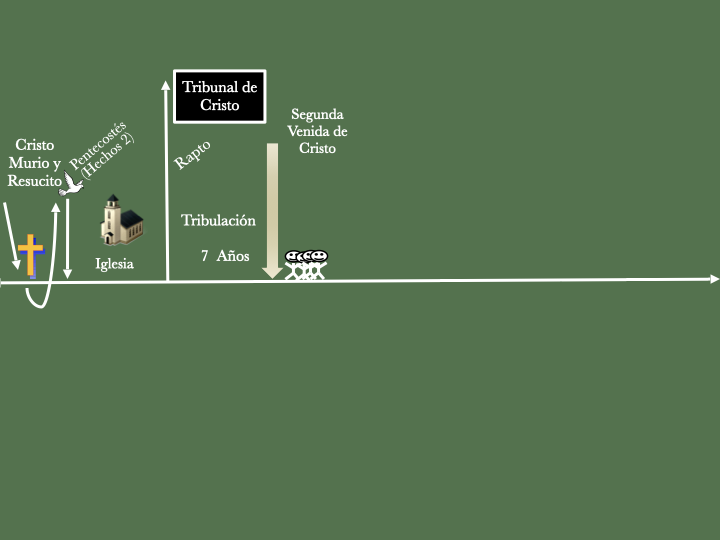 Tribunal de
Cristo
Segunda
Venida de
Cristo
Cristo
Murio y
Resucito
Pentecostés
(Hechos 2)
Rapto
Tribulación
7 Años
Iglesia